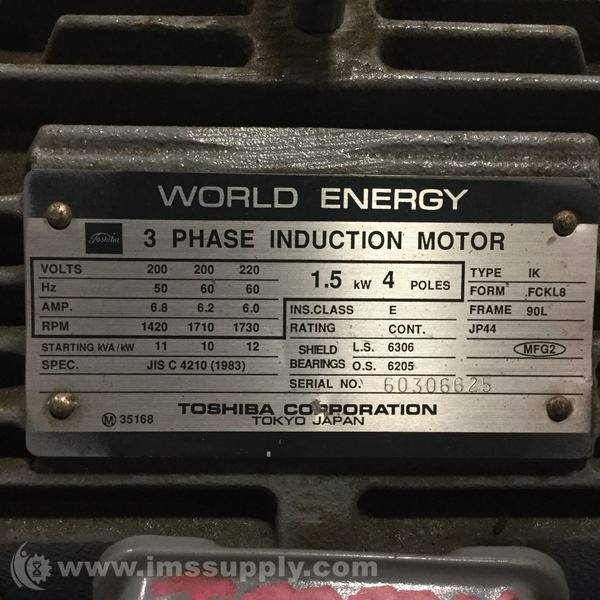 WORLD ENERGY
Toshiba 3 PHASE INDUCTION MOTOR
VOLTS 200 200 220
Hz 50 60 60
AMP. 6.8 6.2 6.0
RPM 1420 1710 1730
STARTING kVA/kW 11 10 12
SPEC. JIS C 4210 (1983)
1.5 kW 4 POLES
INS.CLASS E
RATING CONT.
SHIELD BEARINGS L.S. 6306
O.S. 6205
SERIAL NO. 60306625
TYPE IK
FORM FCKL8
FRAME 90L
JP44
MFG2
TOSHIBA CORPORATION
TOKYO JAPAN
M 35168
www.imssupply.com